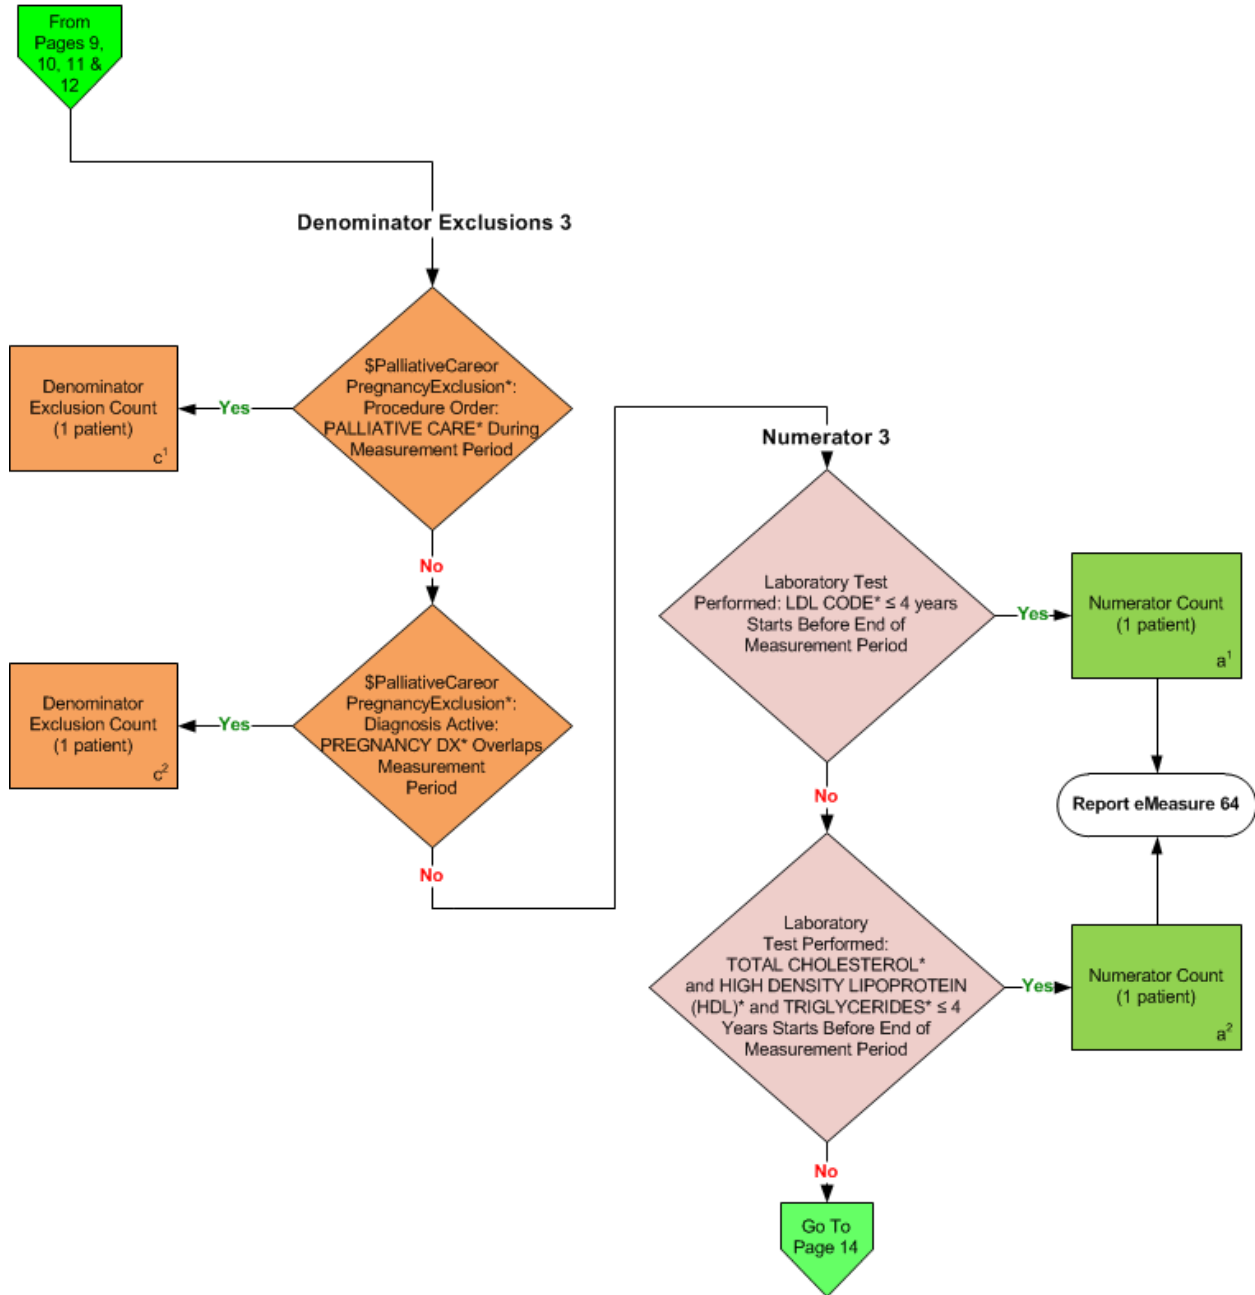 From
Pages 9,
10, 11 &
12
Denominator Exclusions 3
$PalliativeCareor
PregnancyExclusion*:
Procedure Order:
PALLIATIVE CARE* During
Measurement Period
Yes
Denominator
Exclusion Count
(1 patient)
c¹
No
$PalliativeCareor
PregnancyExclusion*:
Diagnosis Active:
PREGNANCY DX* Overlaps
Measurement
Period
Yes
Denominator
Exclusion Count
(1 patient)
c²
No
Numerator 3
Laboratory Test
Performed: LDL CODE* ≤ 4 years
Starts Before End of
Measurement Period
Yes
Numerator Count
(1 patient)
a¹
No
Report eMeasure 64
Laboratory
Test Performed:
TOTAL CHOLESTEROL*
and HIGH DENSITY LIPOPROTEIN
(HDL)* and TRIGLYCERIDES* ≤ 4
Years Starts Before End of
Measurement Period
Yes
Numerator Count
(1 patient)
a²
No
Go To
Page 14